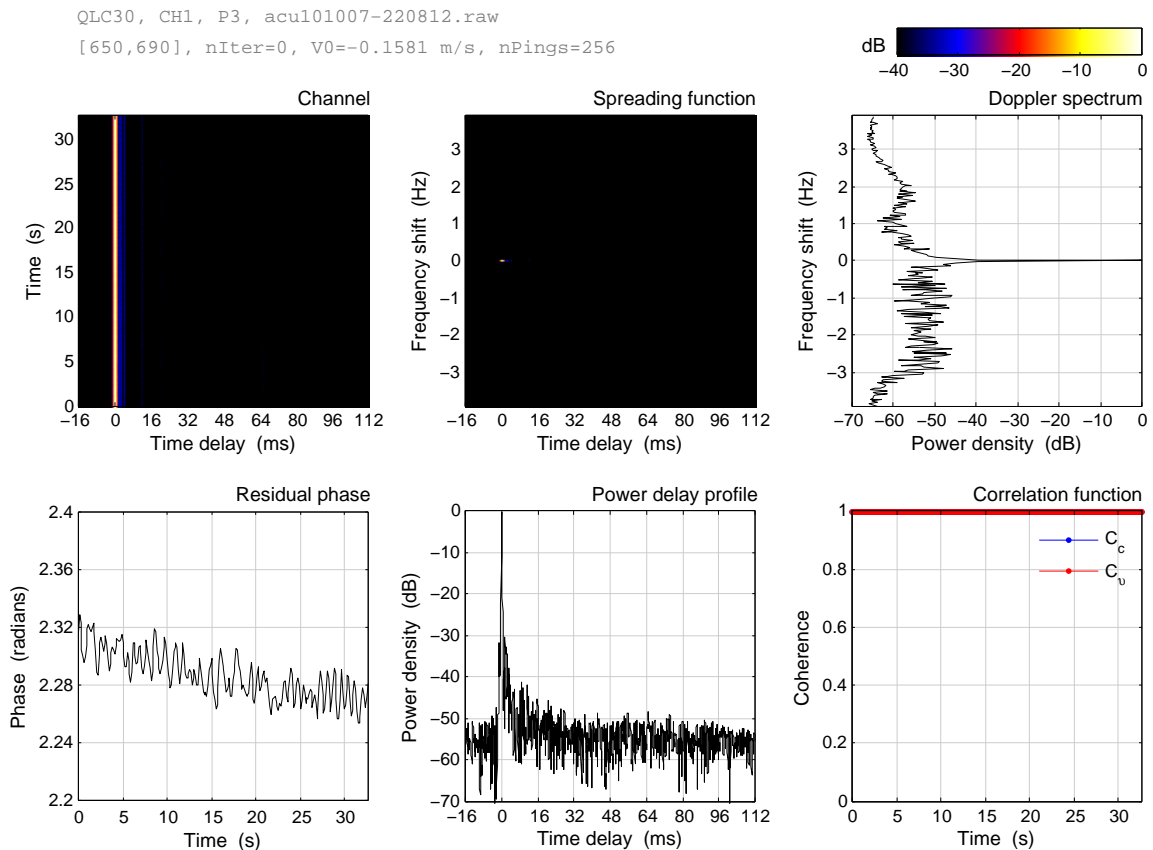 QLC30, CH1, P3, acu101007-220812.raw
[650,690], nIter=0, V0=−0.1581 m/s, nPings=256
dB
−40 −30 −20 −10 0
Channel
30
25
20
15
10
5
0
Time (s)
−16 0 16 32 48 64 80 96 112
Time delay (ms)
Spreading function
3
2
1
0
−1
−2
−3
Frequency shift (Hz)
−16 0 16 32 48 64 80 96 112
Time delay (ms)
Doppler spectrum
3
2
1
0
−1
−2
−3
Frequency shift (Hz)
−70 −60 −50 −40 −30 −20 −10 0
Power density (dB)
Residual phase
2.4
2.36
2.32
2.28
2.24
2.2
Phase (radians)
0 5 10 15 20 25 30
Time (s)
Power delay profile
0
−10
−20
−30
−40
−50
−60
−70
Power density (dB)
−16 0 16 32 48 64 80 96 112
Time delay (ms)
Correlation function
1
0.8
0.6
0.4
0.2
0
Coherence
C_c
C_υ
0 5 10 15 20 25 30
Time (s)